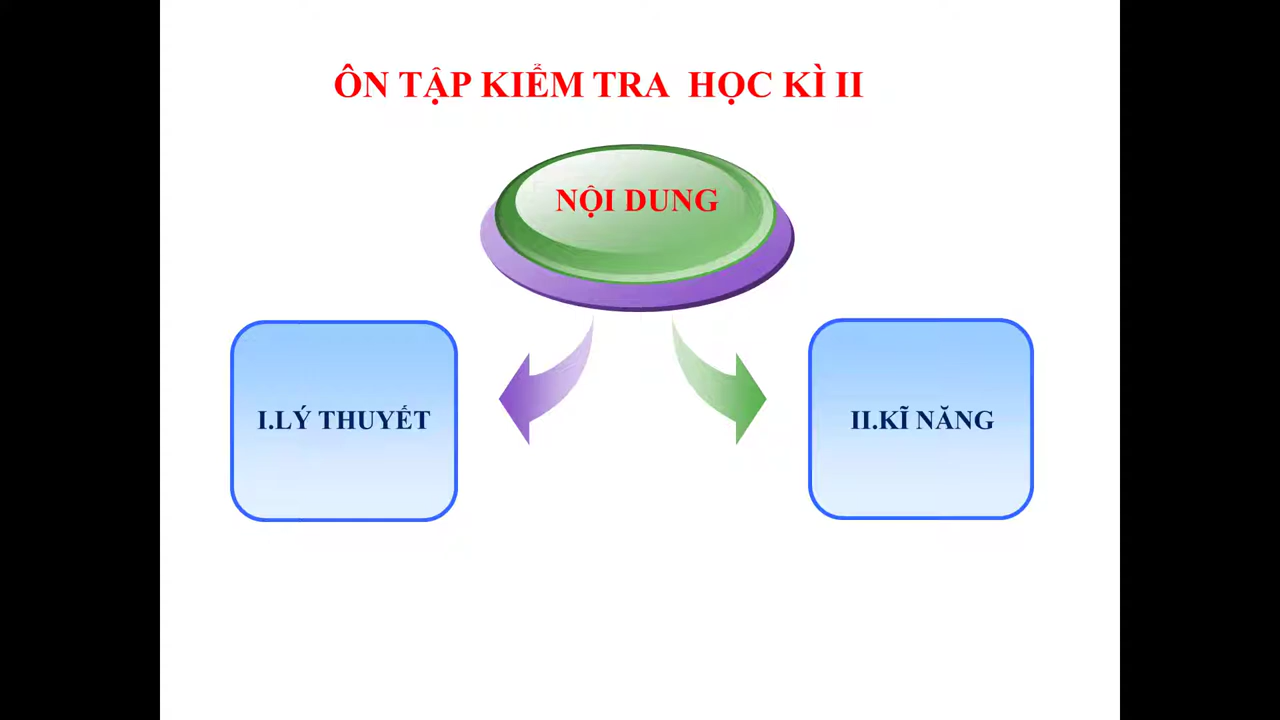 ÔN TẬP KIỂM TRA HỌC KÌ II
NỘI DUNG
I.LÝ THUYẾT
II.KĨ NĂNG